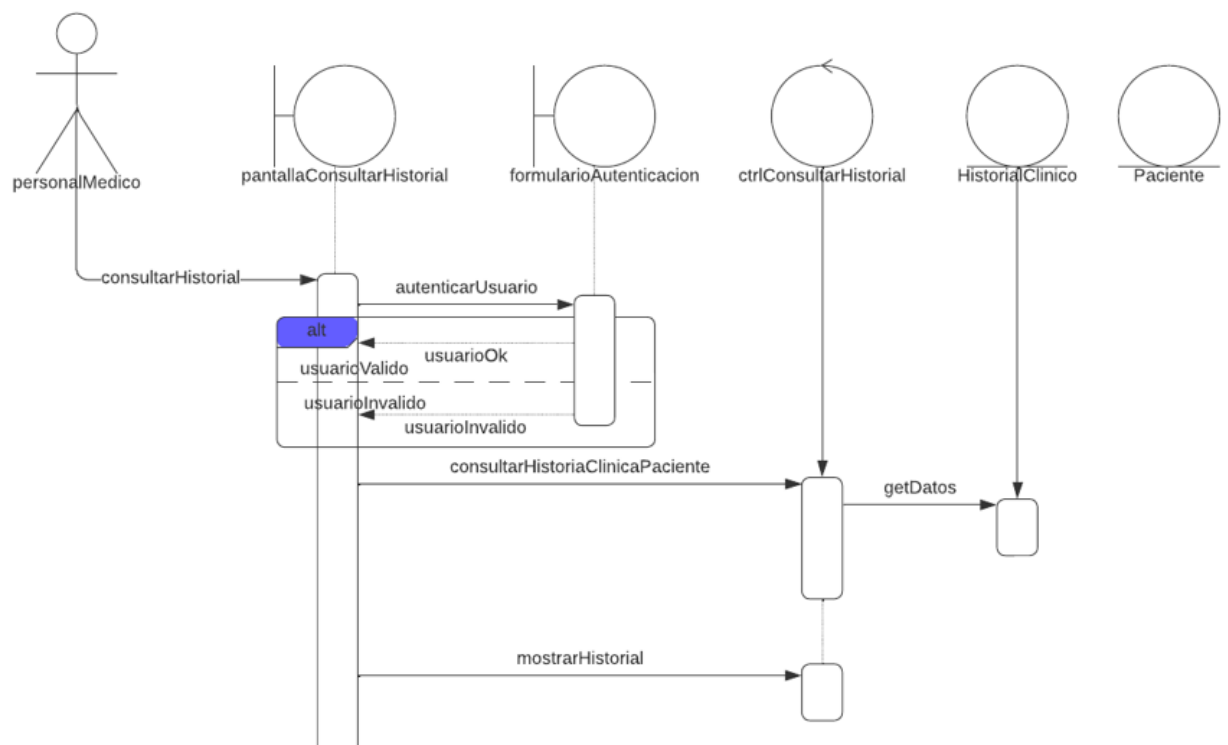 personalMedico
pantallaConsultarHistorial
formularioAutenticacion
ctrlConsultarHistorial
HistorialClinico
Paciente
consultarHistorial
autenticarUsuario
alt
usuarioOk
usuarioValido
usuarioInvalido
usuarioInvalido
consultarHistoriaClinicaPaciente
getDatos
mostrarHistorial